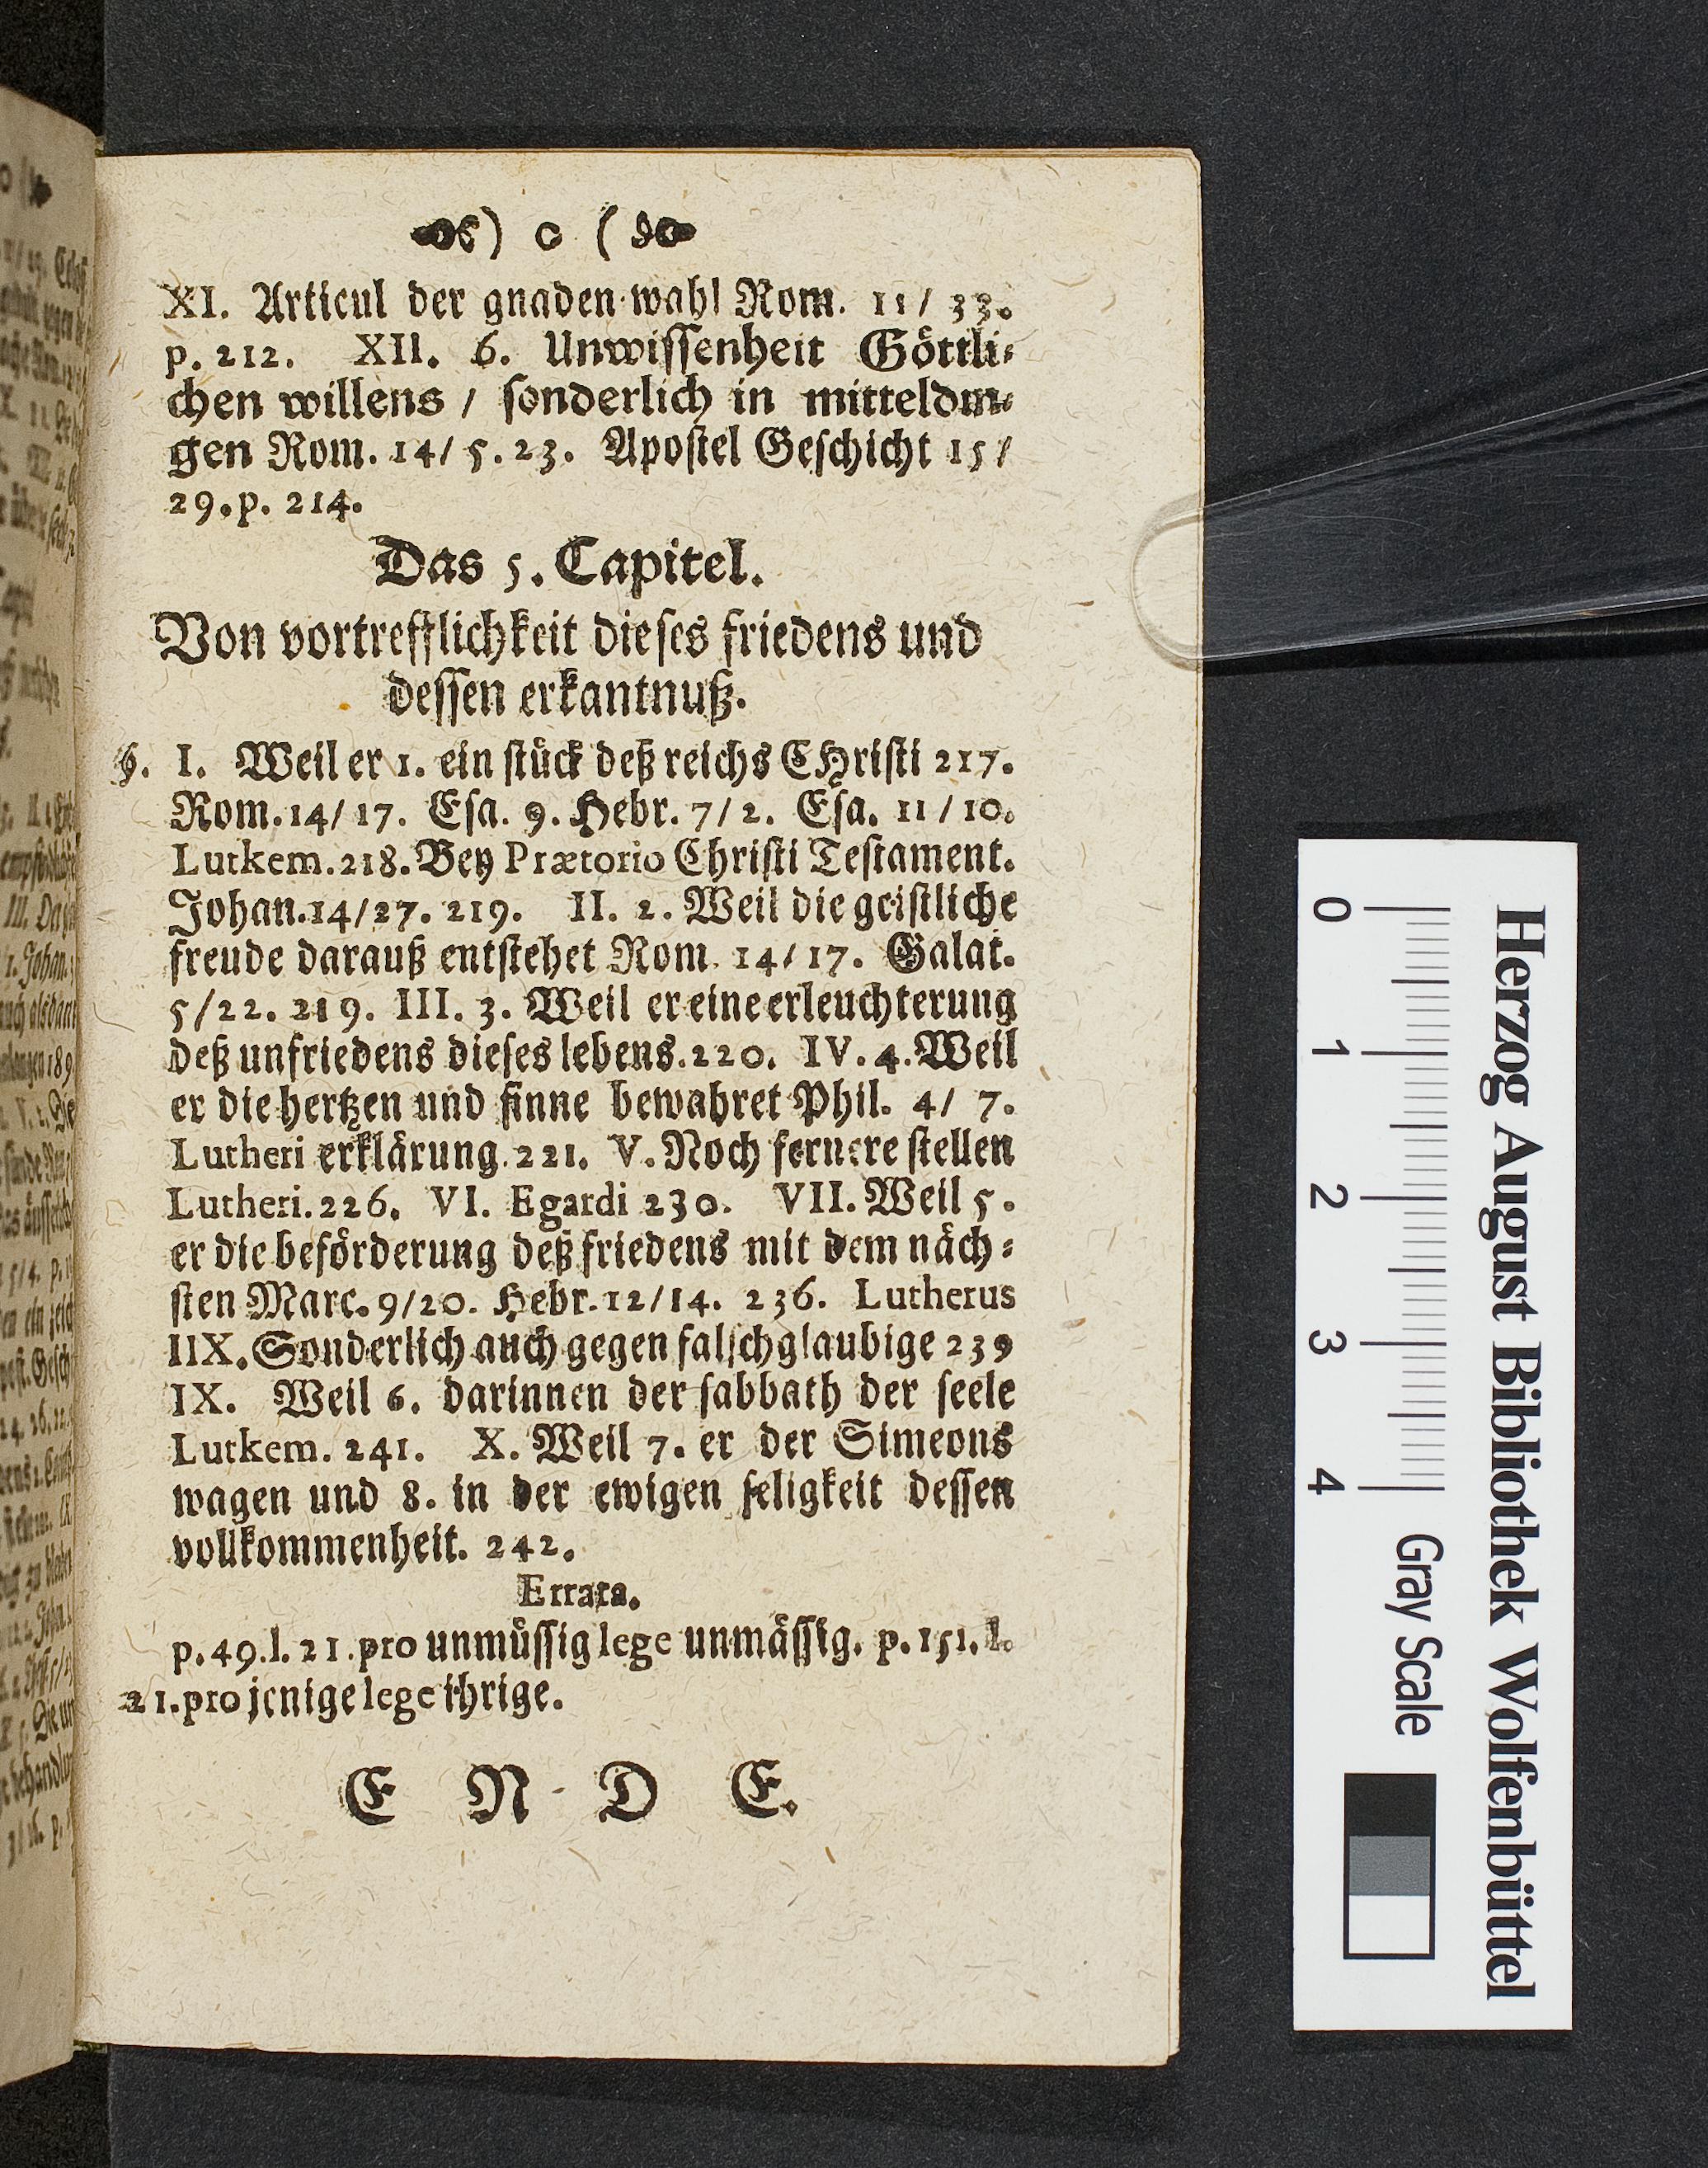 ) o (
XI. Articul der gnaden-wahl Rom. 11/ 33.
p. 212. XII. 6. Unwissenheit Göttli-
chen willens / sonderlich in mitteldin-
gen Rom. 14/ 5. 23. Apostel Geschicht 15/
29. p. 214.
Das 5. Capitel.
Von vortrefflichkeit dieses friedens und
dessen erkantnuß.
§. I. Weil er 1. ein stück deß reichs CHristi 217.
Rom. 14/ 17. Esa. 9. Hebr. 7/ 2. Esa. 11 / 10.
Lutkem. 218. Bey Prætorio Christi Testament.
Johan. 14/27. 219. II. 2. Weil die geistliche
freude darauß entstehet Rom. 14/ 17. Galat.
5/22. 219. III. 3. Weil er eine erleuchterung
deß unfriedens dieses lebens. 220. IV. 4. Weil
er die hertzen und sinne bewahret Phil. 4/ 7.
Lutheri erklärung. 221. V. Noch fernere stellen
Lutheri. 226. VI. Egardi 230. VII. Weil 5.
er die beförderung deß friedens mit dem näch-
sten Marc. 9/20. Hebr. 12/14. 236. Lutherus
IIX. Sonderlich auch gegen falschglaubige 239
IX. Weil 6. darinnen der sabbath der seele
Lutkem. 241. X. Weil 7. er der Simeons
wagen und 8. in der ewigen seligkeit dessen
vollkommenheit. 242.
Errata.
p. 49. l. 21. pro unmüssig lege unmässig. p. 151. l.
21. pro jenige lege ihrige.
E N D E.
Herzog August Bibliothek Wolfenbüttel
0 1 2 3 4 Gray Scale